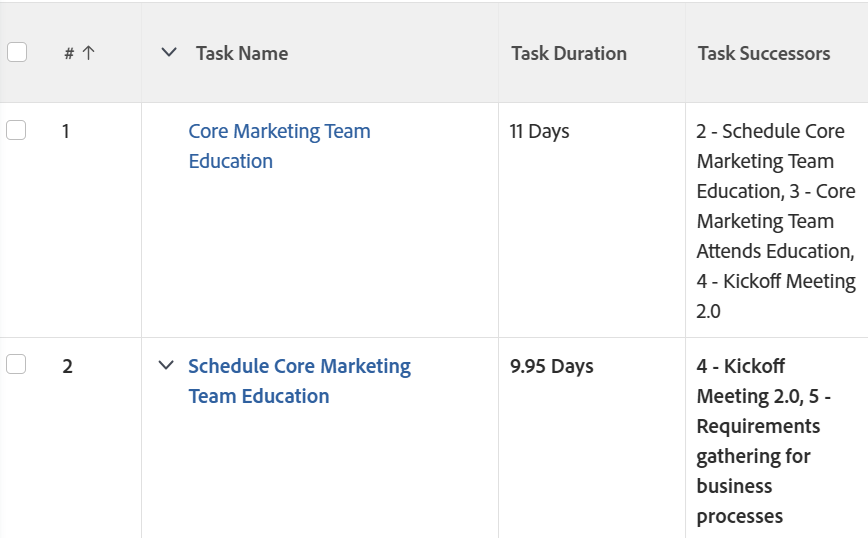 # ↑ Task Name Task Duration Task Successors
1 Core Marketing Team 11 Days 2 - Schedule Core
Education Marketing Team
Education, 3 - Core
Marketing Team
Attends Education,
4 - Kickoff Meeting
2.0
2 Schedule Core Marketing 9.95 Days 4 - Kickoff
Team Education Meeting 2.0, 5 -
Requirements
gathering for
business
processes